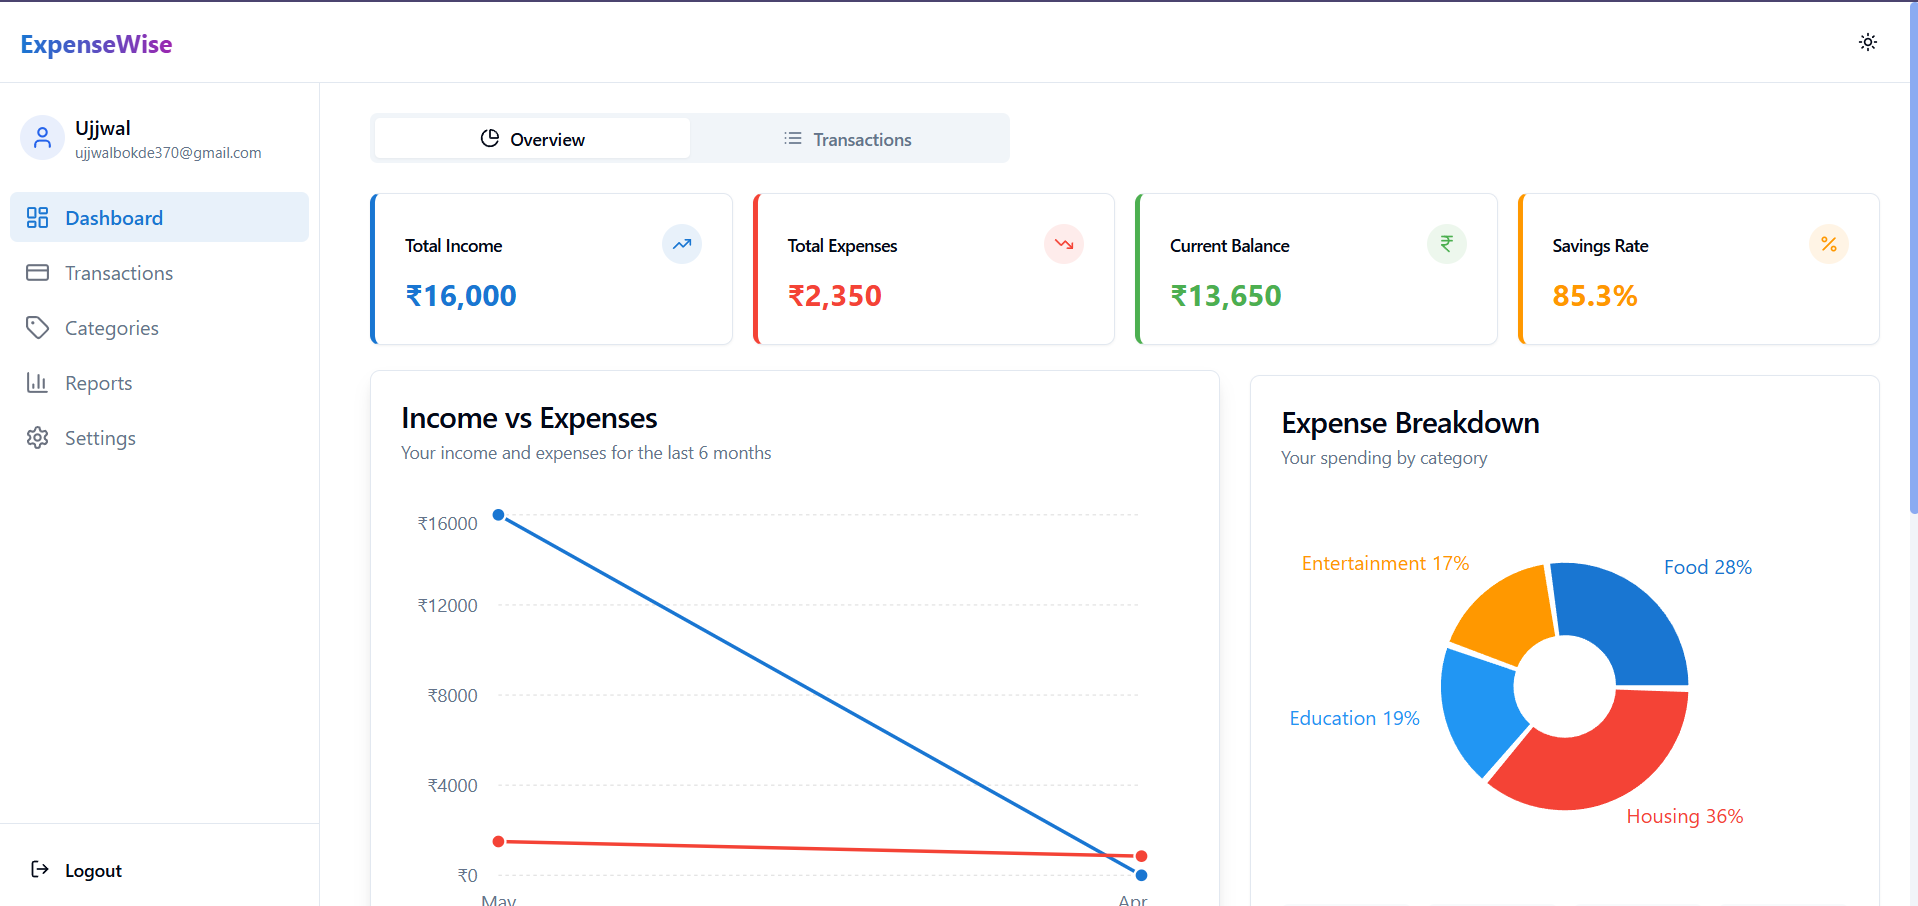 ExpenseWise
Ujjwal
ujjwalbokde370@gmail.com
Dashboard
Transactions
Categories
Reports
Settings
Logout
Overview
Transactions
Total Income
₹16,000
Total Expenses
₹2,350
Current Balance
₹
₹13,650
Savings Rate
%
85.3%
Income vs Expenses
Your income and expenses for the last 6 months
₹16000
₹12000
₹8000
₹4000
₹0
May
Apr
Expense Breakdown
Your spending by category
Entertainment 17%
Food 28%
Education 19%
Housing 36%